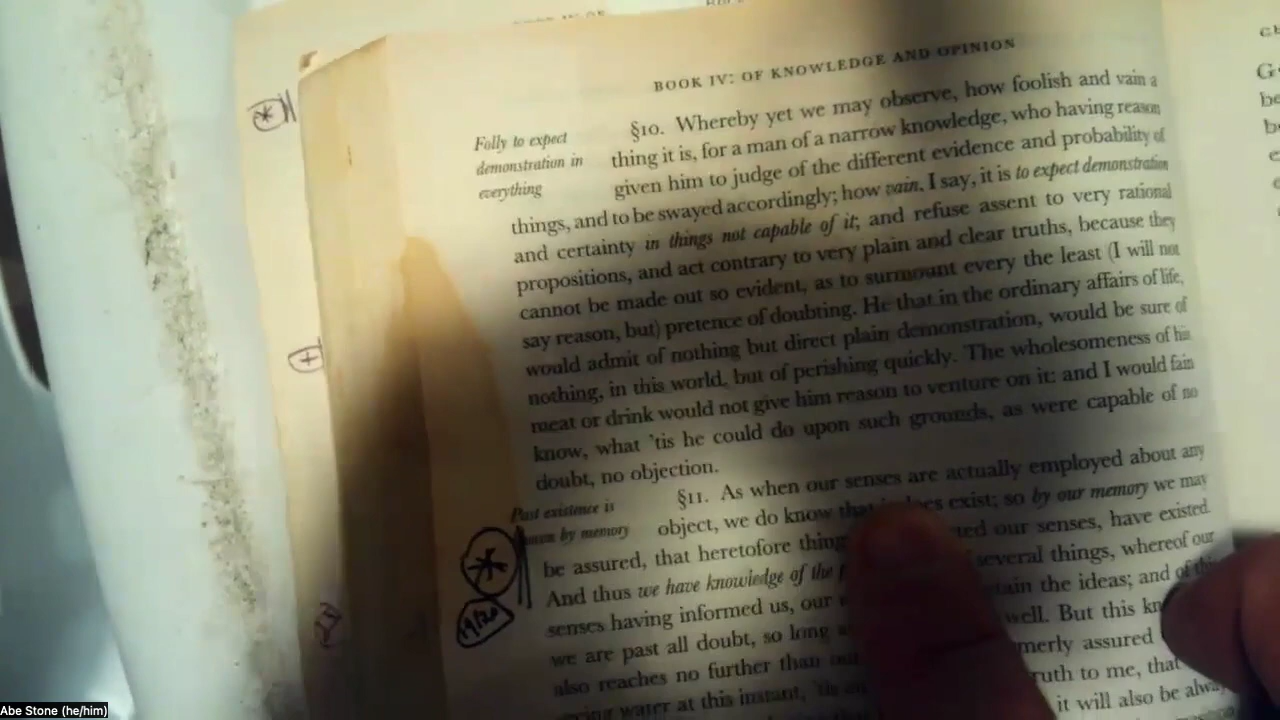 BOOK IV: OF KNOWLEDGE AND OPINION
Folly to expect
demonstration in
everything
§10. Whereby yet we may observe, how foolish and vain a
thing it is, for a man of a narrow knowledge, who having reason
given him to judge of the different evidence and probability of
things, and to be swayed accordingly; how vain, I say, it is to expect demonstration
and certainty in things not capable of it; and refuse assent to very rational
propositions, and act contrary to very plain and clear truths, because they
cannot be made out so evident, as to surmount every the least (I will not
say reason, but) pretence of doubting. He that in the ordinary affairs of life,
would admit of nothing but direct plain demonstration, would be sure of
nothing, in this world, but of perishing quickly. The wholesomeness of his
meat or drink would not give him reason to venture on it: and I would fain
know, what 'tis he could do upon such grounds, as were capable of no
doubt, no objection.
Past existence is
by memory
§11. As when our senses are actually employed about any
object, we do know that exist; so by our memory we may
be assured, that heretofore our senses, have existed.
And thus we have knowledge of the several things, whereof our
senses having informed us, our the ideas; and of this
we are past all doubt, so long well. But this
also reaches no further than assured
water at this instant, to me, that
it will also be
19/20
Abe Stone (he/him)